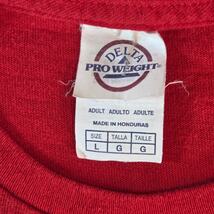 DELTA
PRO WEIGHT
ADULT ADULTO ADULTE
MADE IN HONDURAS
SIZE TALLA TAILLE
L G G